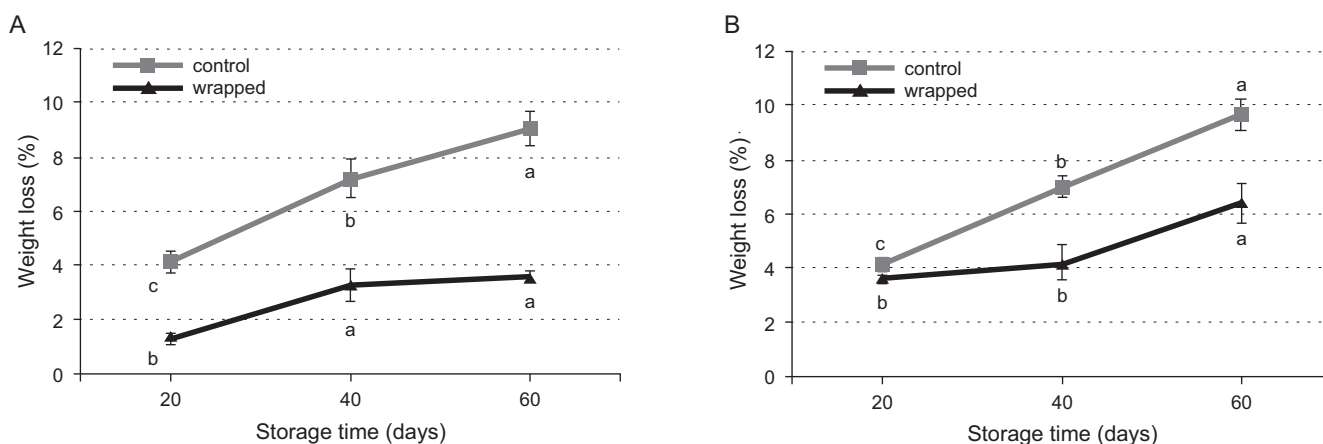 A
12
10
8
6
4
2
0
Weight loss (%)
control
wrapped
c
b
a
b
a
a
20
40
60
Storage time (days)
B
12
10
8
6
4
2
0
Weight loss (%)
control
wrapped
c
b
a
b
b
a
20
40
60
Storage time (days)